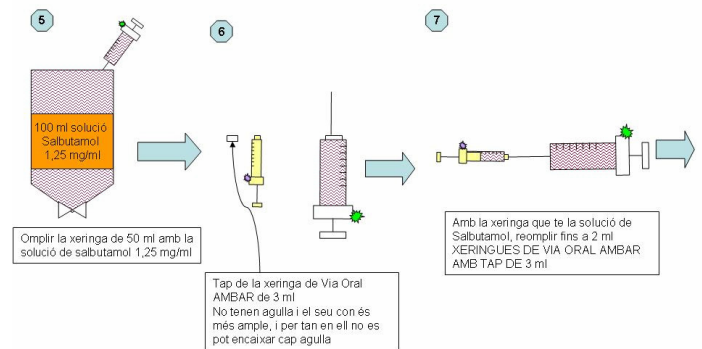 5
100 ml solució
Salbutamol
1,25 mg/ml
Omplir la xeringa de 50 ml amb la
solució de salbutamol 1,25 mg/ml
6
Tap de la xeringa de Via Oral
AMBAR de 3 ml
No tenen agulla i el seu con és
més ample, i per tan en ell no es
pot encaixar cap agulla
7
Amb la xeringa que te la solució de
Salbutamol, reomplir fins a 2 ml
XERINGUES DE VIA ORAL AMBAR
AMB TAP DE 3 ml